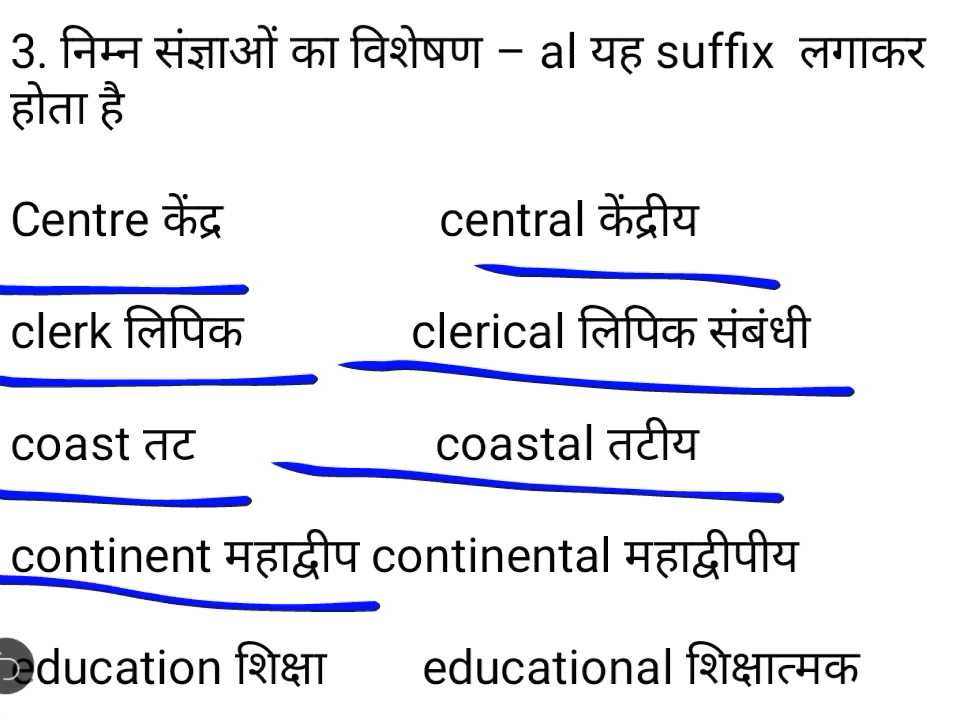 3. निम्न संज्ञाओं का विशेषण – al यह suffix लगाकर
होता है
Centre केंद्र central केंद्रीय
clerk लिपिक clerical लिपिक संबंधी
coast तट coastal तटीय
continent महाद्वीप continental महाद्वीपीय
education शिक्षा educational शिक्षात्मक